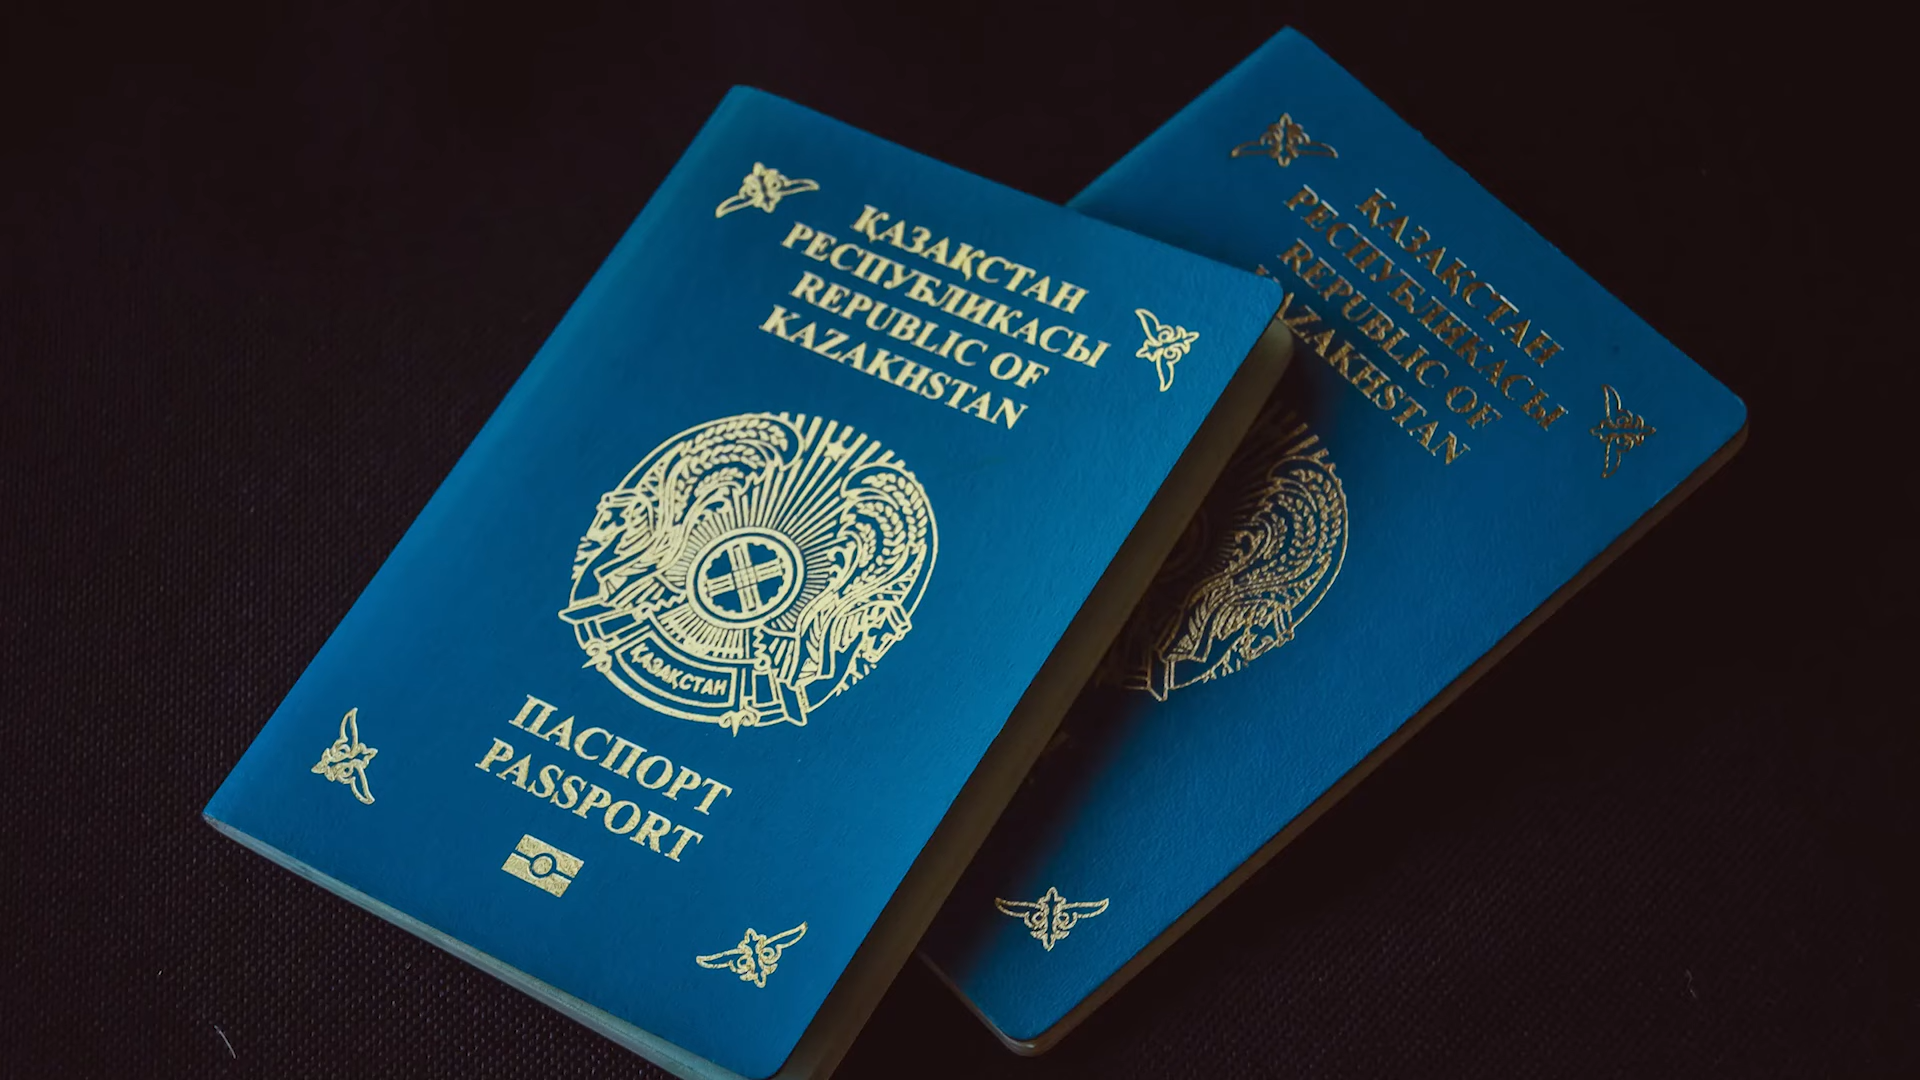 ҚАЗАҚСТАН
РЕСПУБЛИКАСЫ
REPUBLIC OF
KAZAKHSTAN
ҚАЗАҚСТАН
ПАСПОРТ
PASSPORT
ҚАЗАҚСТАН
РЕСПУБЛИКАСЫ
REPUBLIC OF
KAZAKHSTAN